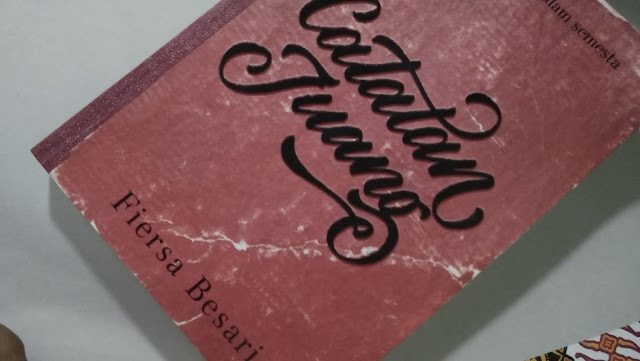 alam semesta
Catatan
Juang
Fiersa Besari